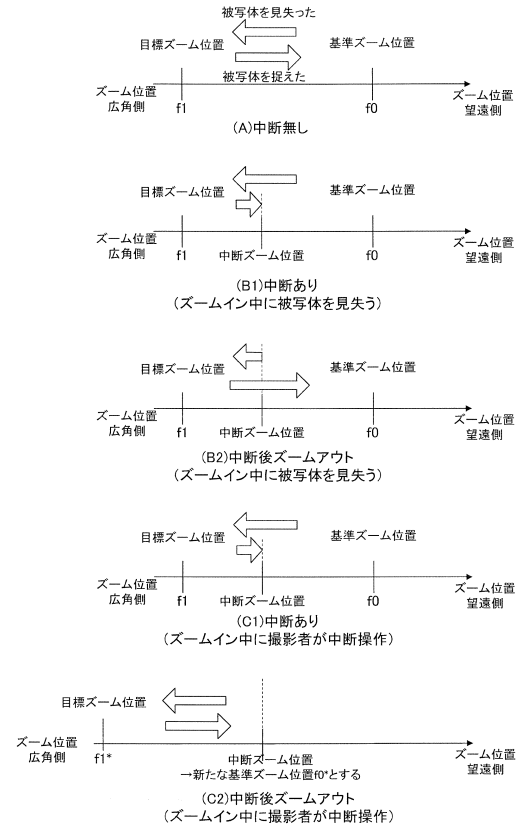 被写体を見失った
目標ズーム位置
基準ズーム位置
被写体を捉えた
ズーム位置
広角側
f1
f0
ズーム位置
望遠側
(A)中断無し
目標ズーム位置
基準ズーム位置
ズーム位置
広角側
f1
中断ズーム位置
f0
ズーム位置
望遠側
(B1)中断あり
(ズームイン中に被写体を見失う)
目標ズーム位置
基準ズーム位置
ズーム位置
広角側
f1
中断ズーム位置
f0
ズーム位置
望遠側
(B2)中断後ズームアウト
(ズームイン中に被写体を見失う)
目標ズーム位置
基準ズーム位置
ズーム位置
広角側
f1
中断ズーム位置
f0
ズーム位置
望遠側
(C1)中断あり
(ズームイン中に撮影者が中断操作)
目標ズーム位置
ズーム位置
広角側
f1*
中断ズーム位置
→新たな基準ズーム位置f0*とする
ズーム位置
望遠側
(C2)中断後ズームアウト
(ズームイン中に撮影者が中断操作)